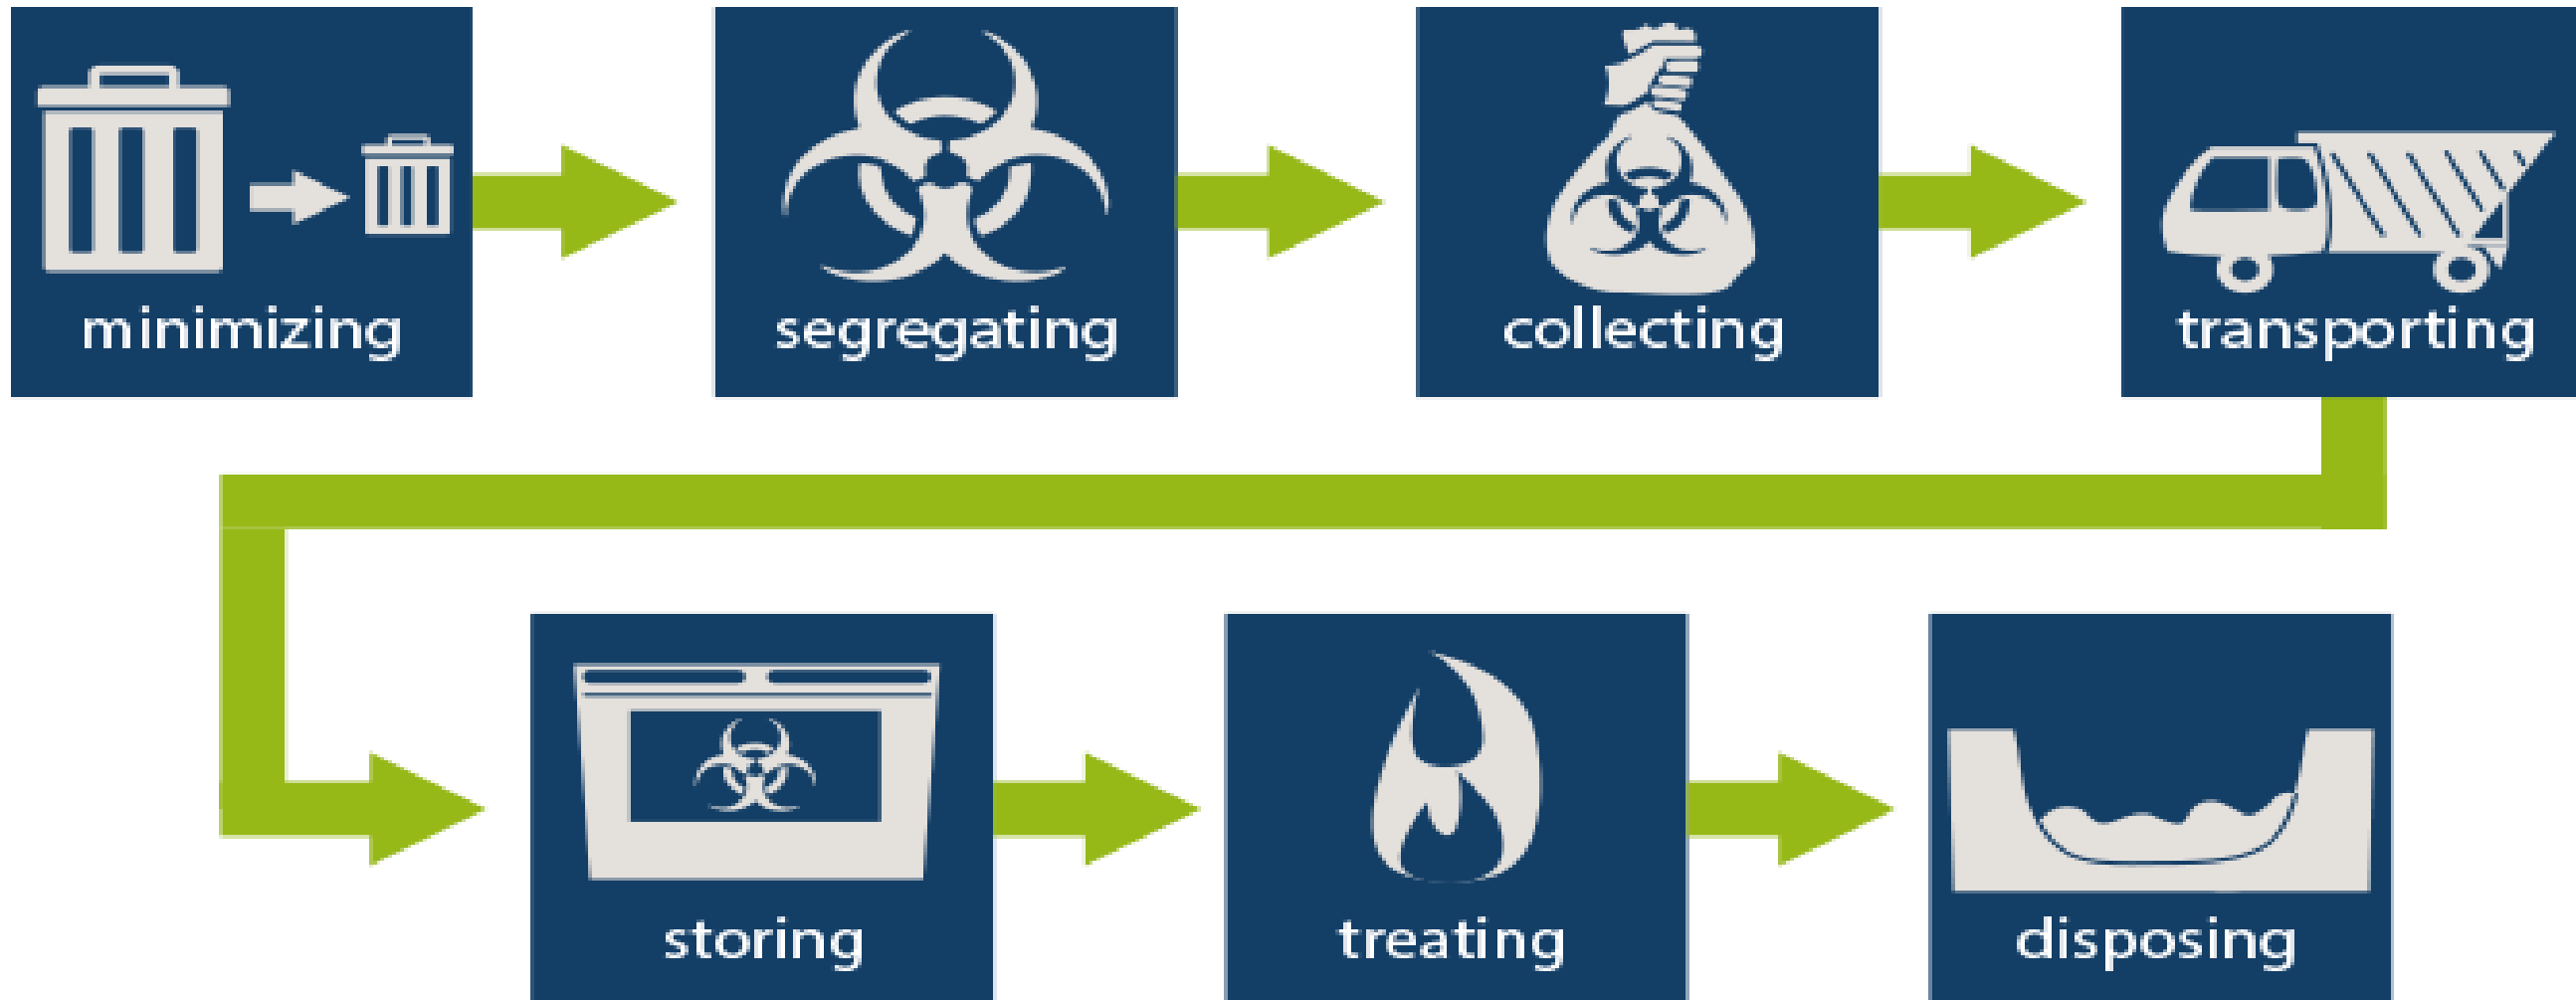 minimizing
segregating
collecting
transporting
storing
treating
disposing